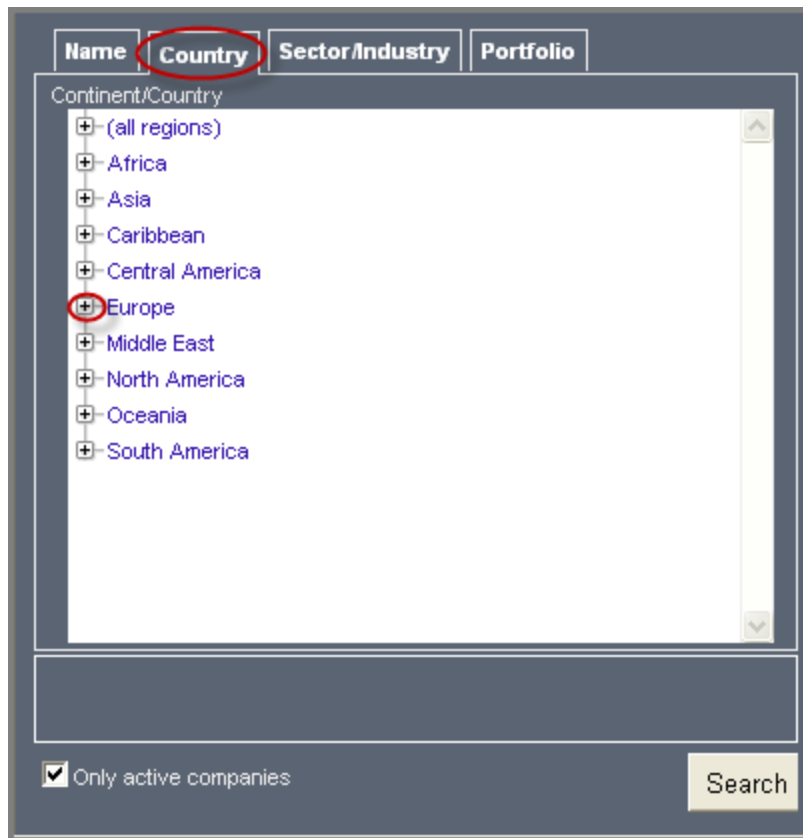 Name Country Sector/Industry Portfolio
Continent/Country
(all regions)
Africa
Asia
Caribbean
Central America
Europe
Middle East
North America
Oceania
South America
Only active companies
Search